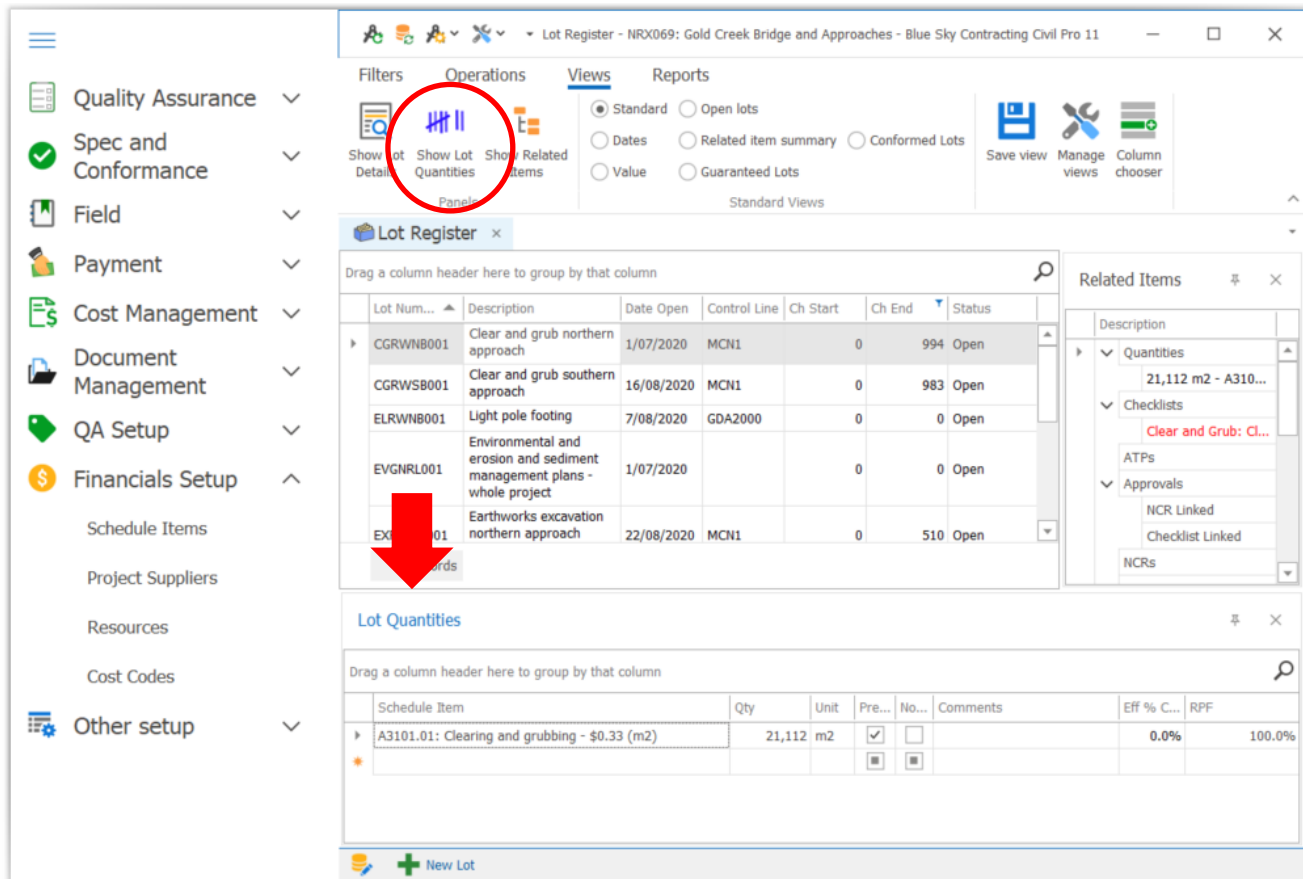 Lot Register - NRX069: Gold Creek Bridge and Approaches - Blue Sky Contracting Civil Pro 11
Quality Assurance
Spec and
Conformance
Field
Payment
Cost Management
Document
Management
QA Setup
Financials Setup
Schedule Items
Project Suppliers
Resources
Cost Codes
Other setup
Filters Operations Views Reports
Show Lot
Details
Show Lot
Quantities
Show Related
Items
Panels
Standard Open lots
Dates Related item summary Conformed Lots
Value Guaranteed Lots
Standard Views
Save view
Manage
views
Column
chooser
Lot Register
Drag a column header here to group by that column
Lot Num... Description Date Open Control Line Ch Start Ch End Status
CGRWNB001 Clear and grub northern
approach 1/07/2020 MCN1 0 994 Open
CGRWSB001 Clear and grub southern
approach 16/08/2020 MCN1 0 983 Open
ELRWNB001 Light pole footing 7/08/2020 GDA2000 0 0 Open
EVGNRL001 Environmental and
erosion and sediment
management plans -
whole project 1/07/2020 0 0 Open
Earthworks excavation
northern approach 22/08/2020 MCN1 0 510 Open
Related Items
Description
Quantities
21,112 m2 - A310...
Checklists
Clear and Grub: Cl...
ATPs
Approvals
NCR Linked
Checklist Linked
NCRs
Lot Quantities
Drag a column header here to group by that column
Schedule Item Qty Unit Pre... No... Comments Eff % C... RPF
A3101.01: Clearing and grubbing - $0.33 (m2) 21,112 m2 0.0% 100.0%
New Lot